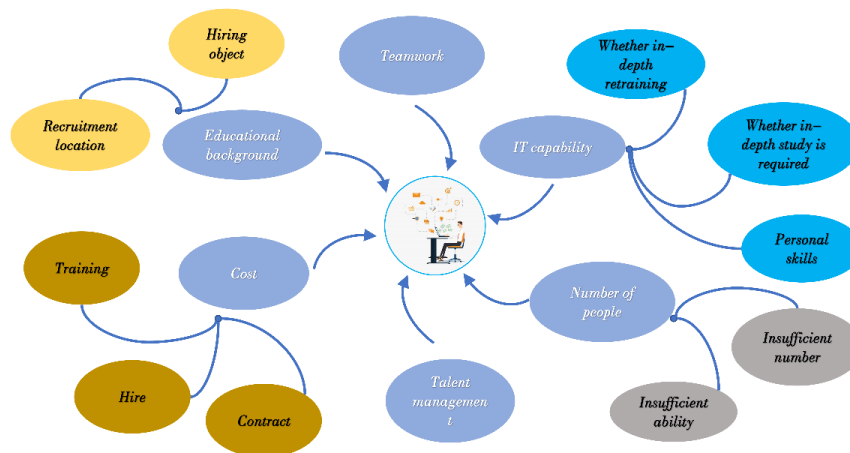 Hiring
object
Recruitment
location
Educational
background
Teamwork
IT capability
Whether in-
depth
retraining
Whether in-
depth study is
required
Personal
skills
Cost
Training
Hire
Contract
Talent
managemen
t
Number of
people
Insufficient
number
Insufficient
ability